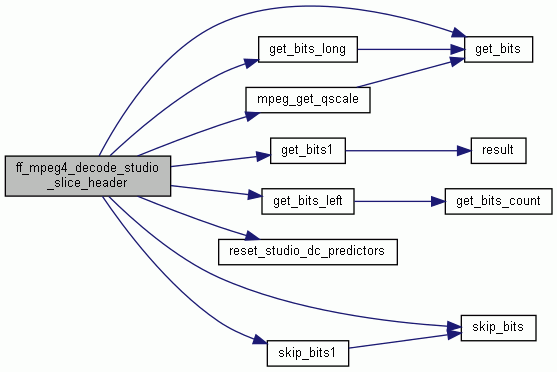 get_bits
get_bits_long
mpeg_get_qscale
get_bits1
result
ff_mpeg4_decode_studio
_slice_header
get_bits_left
get_bits_count
reset_studio_dc_predictors
skip_bits
skip_bits1